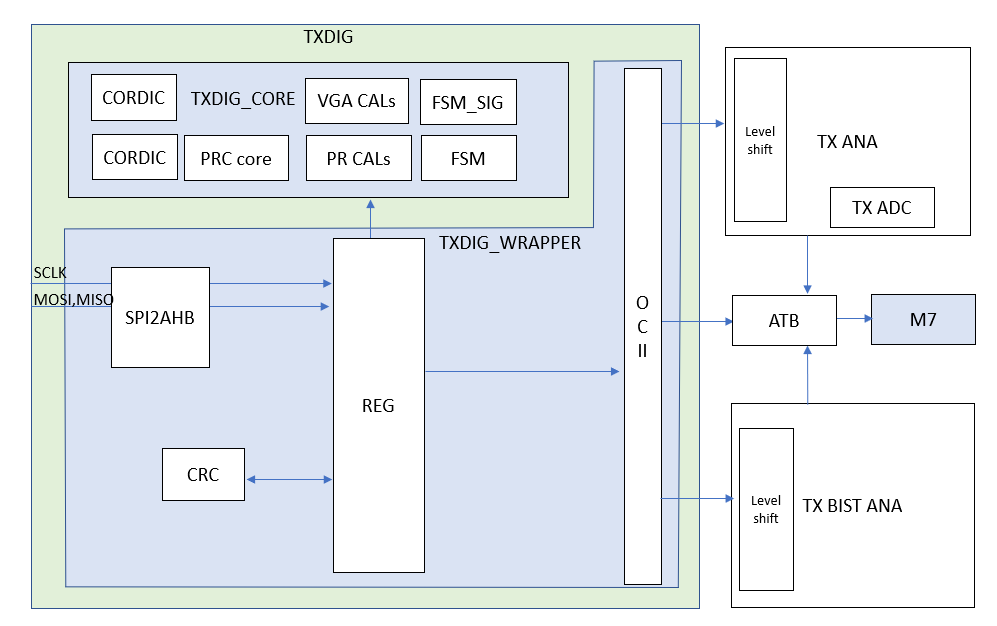 TXDIG
CORDIC
TXDIG_CORE
VGA CALs
FSM_SIG
CORDIC
PRC core
PR CALs
FSM
TXDIG_WRAPPER
SCLK
MOSI,MISO
SPI2AHB
REG
CRC
O
C
II
Level
shift
TX ANA
TX ADC
ATB
M7
Level
shift
TX BIST ANA